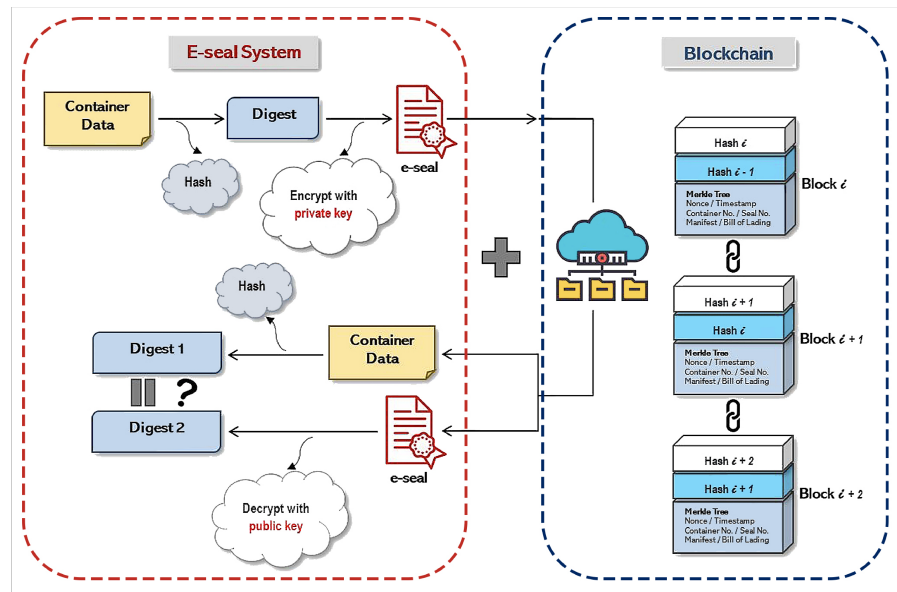 E-seal System
Container
Data
Digest
e-seal
Hash
Encrypt with
private key
Hash
Digest 1
Container
Data
?
Digest 2
e-seal
Decrypt with
public key
Blockchain
Hash i
Hash i - 1
Merkle Tree
Nonce / Timestamp
Container No. / Seal No.
Manifest / Bill of Lading
Block i
Hash i + 1
Hash i
Merkle Tree
Nonce / Timestamp
Container No. / Seal No.
Manifest / Bill of Lading
Block i + 1
Hash i + 2
Hash i + 1
Merkle Tree
Nonce / Timestamp
Container No. / Seal No.
Manifest / Bill of Lading
Block i + 2